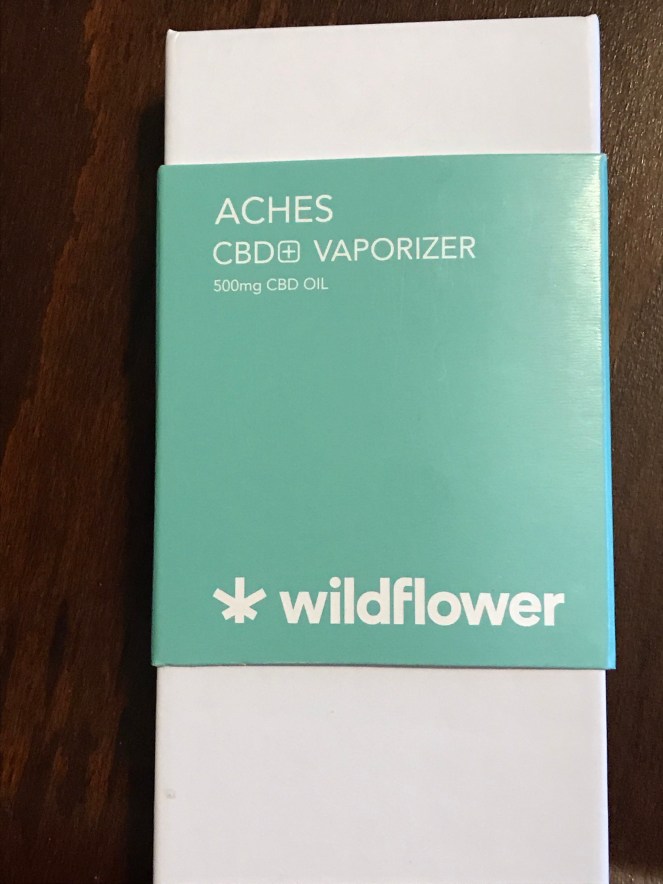 ACHES
CBD+ VAPORIZER
500mg CBD OIL
wildflower